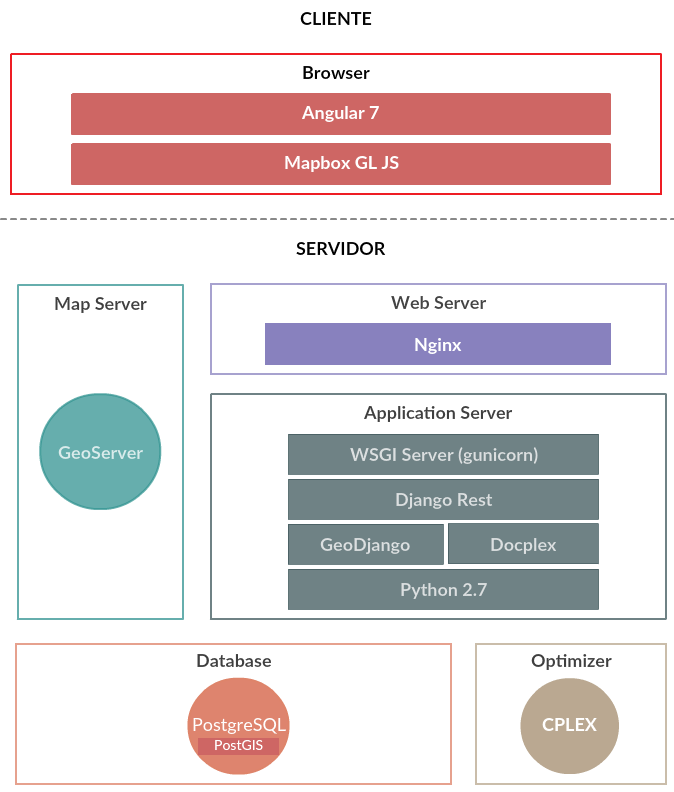 CLIENTE
Browser
Angular 7
Mapbox GL JS
SERVIDOR
Map Server
GeoServer
Web Server
Nginx
Application Server
WSGI Server (gunicorn)
Django Rest
GeoDjango
Docplex
Python 2.7
Database
PostgreSQL
PostGIS
Optimizer
CPLEX